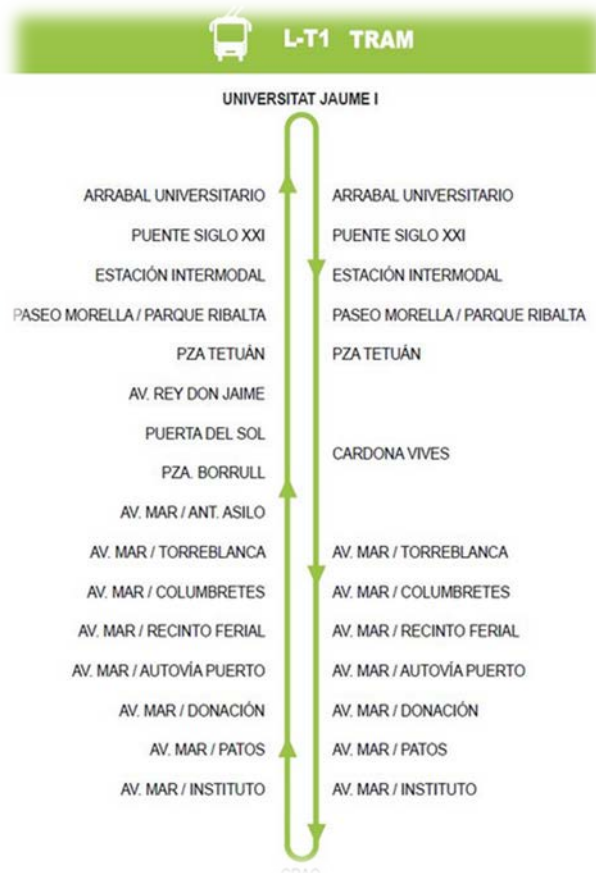 L-T1 TRAM
UNIVERSITAT JAUME I
ARRABAL UNIVERSITARIO
PUENTE SIGLO XXI
ESTACIÓN INTERMODAL
PASEO MORELLA / PARQUE RIBALTA
PZA TETUÁN
AV. REY DON JAIME
PUERTA DEL SOL
PZA. BORRULL
AV. MAR / ANT. ASILO
AV. MAR / TORREBLANCA
AV. MAR / COLUMBRETES
AV. MAR / RECINTO FERIAL
AV. MAR / AUTOVÍA PUERTO
AV. MAR / DONACIÓN
AV. MAR / PATOS
AV. MAR / INSTITUTO
ARRABAL UNIVERSITARIO
PUENTE SIGLO XXI
ESTACIÓN INTERMODAL
PASEO MORELLA / PARQUE RIBALTA
PZA TETUÁN
CARDONA VIVES
AV. MAR / TORREBLANCA
AV. MAR / COLUMBRETES
AV. MAR / RECINTO FERIAL
AV. MAR / AUTOVÍA PUERTO
AV. MAR / DONACIÓN
AV. MAR / PATOS
AV. MAR / INSTITUTO